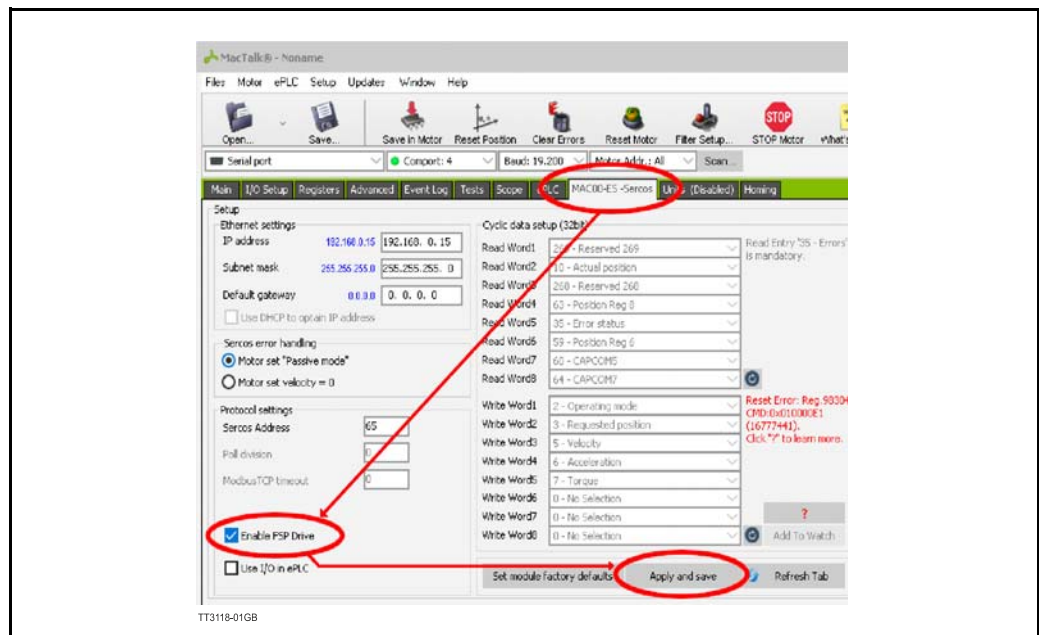 MacTalk® - Noname
Files Motor ePLC Setup Updates Window Help
Open... Save... Save in Motor Reset Position Clear Errors Reset Motor Filter Setup... STOP Motor What's
STOP
Serial port Comport: 4 Baud: 19.200 Motor Addr.: All Scan...
Main I/O Setup Registers Advanced Event Log Tests Scope ePLC MAC00-ES -Sercos Units (Disabled) Homing
Setup
Ethernet settings
IP address 192.168.0.15 192.168. 0. 15
Subnet mask 255.255.255.0 255.255.255. 0
Default gateway 0.0.0.0 0. 0. 0. 0
Use DHCP to optain IP address
Sercos error handling
Motor set "Passive mode"
Motor set velocity = 0
Protocol settings
Sercos Address 65
Poll division 0
ModbusTCP timeout 0
Enable FSP Drive
Use I/O in ePLC
Cyclic data setup (32bit)
Read Word1 269 - Reserved 269
Read Word2 10 - Actual position
Read Word3 268 - Reserved 268
Read Word4 63 - Position Reg 8
Read Word5 35 - Error status
Read Word6 59 - Position Reg 6
Read Word7 60 - CAPCOM5
Read Word8 64 - CAPCOM7
Read Entry "35 - Errors"
is mandatory.
Write Word1 2 - Operating mode
Write Word2 3 - Requested position
Write Word3 5 - Velocity
Write Word4 6 - Acceleration
Write Word5 7 - Torque
Write Word6 0 - No Selection
Write Word7 0 - No Selection
Write Word8 0 - No Selection
Reset Error: Reg.98304
CMD:0x010000E1
(16777441).
Click "?" to learn more.
?
Add To Watch
Set module factory defaults Apply and save Refresh Tab
TT3118-01GB